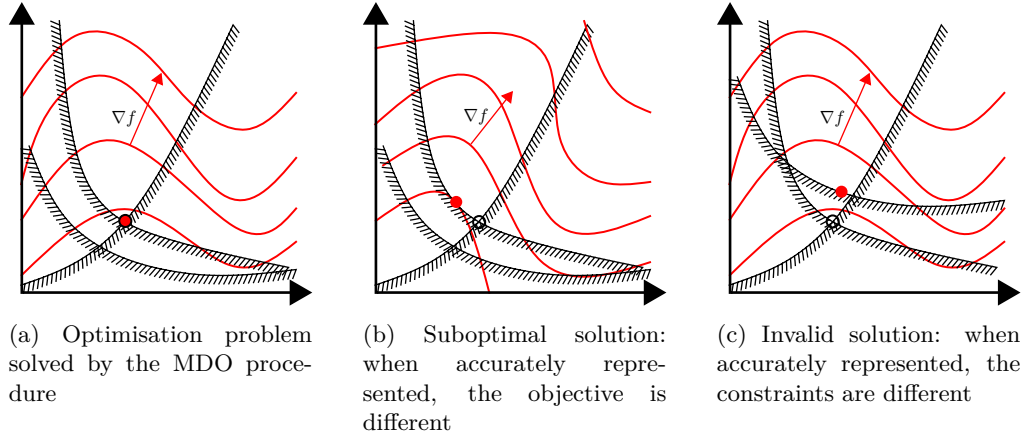 ∇f
∇f
∇f
(a) Optimisation problem
solved by the MDO proce-
dure
(b) Suboptimal solution:
when accurately repre-
sented, the objective is
different
(c) Invalid solution: when
accurately represented, the
constraints are different